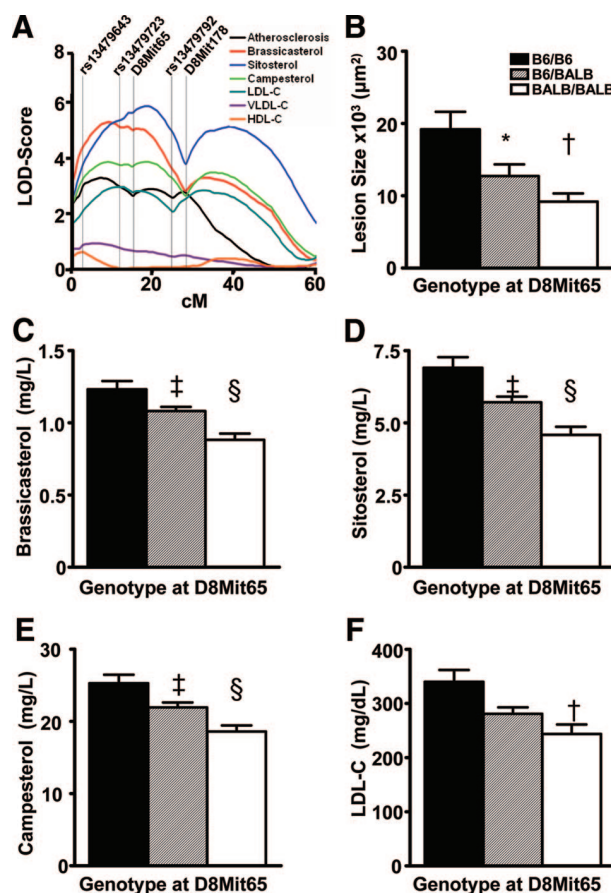 A
rs13479643
rs13479723
D8Mit65
rs13479792
D8Mit178
Atherosclerosis
Brassicasterol
Sitosterol
Campesterol
LDL-C
VLDL-C
HDL-C
8
6
4
2
0
LOD-Score
0 20 40 60
cM
B
B6/B6
B6/BALB
BALB/BALB
30
20
10
0
Lesion Size x10³ (µm²)
* †
Genotype at D8Mit65
C
1.5
1.0
0.5
0
Brassicasterol (mg/L)
‡ §
Genotype at D8Mit65
D
7.5
5.0
2.5
0
Sitosterol (mg/L)
‡ §
Genotype at D8Mit65
E
30
20
10
0
Campesterol (mg/L)
‡ §
Genotype at D8Mit65
F
400
300
200
100
0
LDL-C (mg/dL)
†
Genotype at D8Mit65